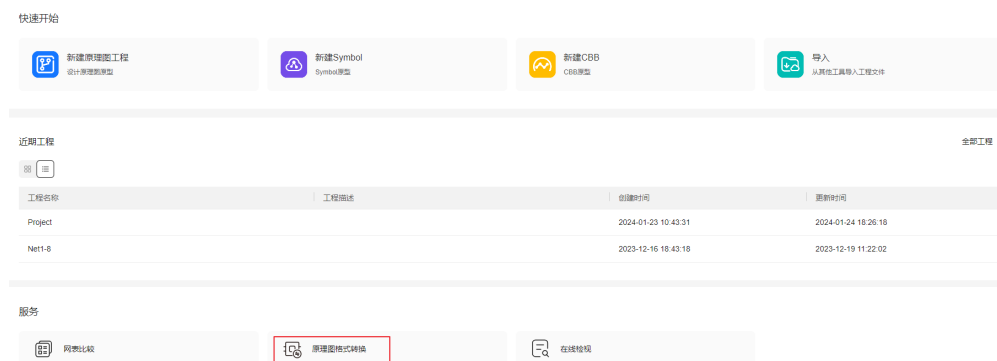 快速开始
新建原理图工程
设计原理图原型
新建Symbol
Symbol原型
新建CBB
CBB原型
导入
从其他工具导入工程文件
近期工程
全部工程
工程名称 工程描述 创建时间 更新时间
Project 2024-01-23 10:43:31 2024-01-24 18:26:18
Net1-8 2023-12-16 18:43:18 2023-12-19 11:22:02
服务
网表比较 原理图格式转换 在线检视